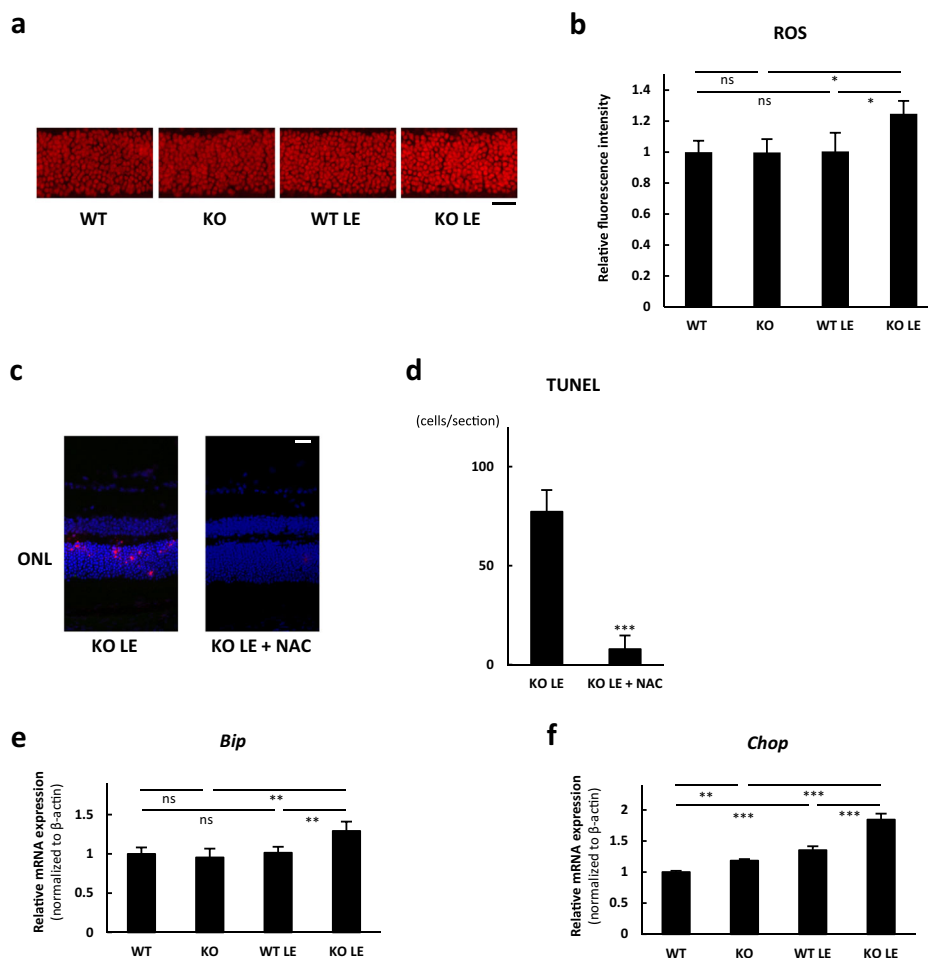 a
WT
KO
WT LE
KO LE
b
ROS
Relative fluorescence intensity
ns
*
ns
*
1.4
1.2
1
0.8
0.6
0.4
0.2
0
WT
KO
WT LE
KO LE
c
ONL
KO LE
KO LE + NAC
d
TUNEL
(cells/section)
100
50
0
***
KO LE
KO LE + NAC
e
Bip
Relative mRNA expression
(normalized to β-actin)
ns
**
ns
**
1.5
1
0.5
0
WT
KO
WT LE
KO LE
f
Chop
Relative mRNA expression
(normalized to β-actin)
**
***
***
***
2
1.5
1
0.5
0
WT
KO
WT LE
KO LE